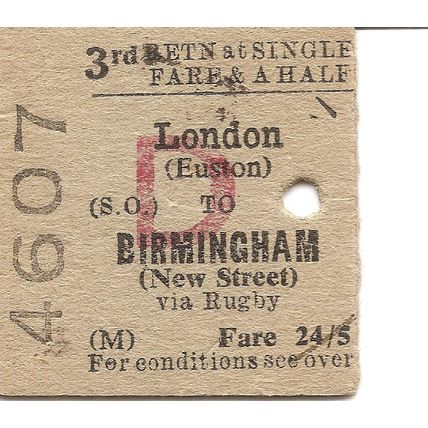 3rd RETN at SINGLE
FARE & A HALF
London
(Euston)
(S.O.) TO
BIRMINGHAM
(New Street)
via Rugby
(M) Fare 24/5
For conditions see over
4607
D